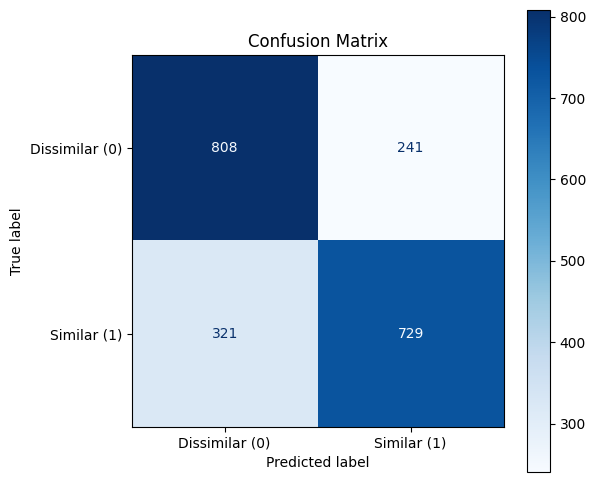 Confusion Matrix
800
700
600
500
400
300
True label
Dissimilar (0)
808
241
Similar (1)
321
729
Dissimilar (0)
Similar (1)
Predicted label